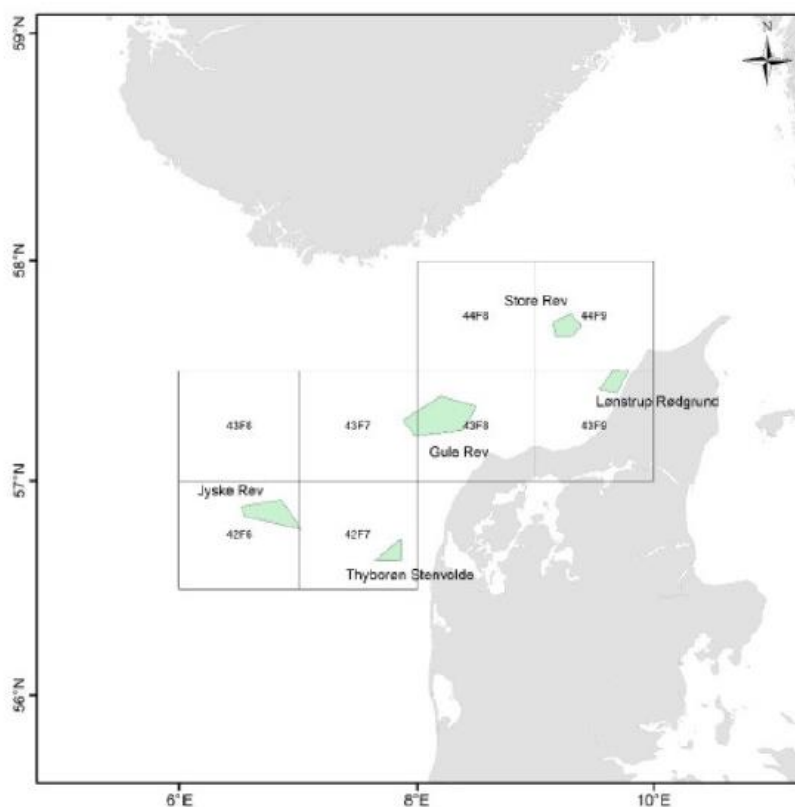 N
59°N
58°N
57°N
56°N
Store Rev
44F8
44F9
Lønstrup Rødgrund
43F6
43F7
43F8
43F9
Gule Rev
Jyske Rev
42F6
42F7
Thyborøn Stenvolde
6°E
8°E
10°E